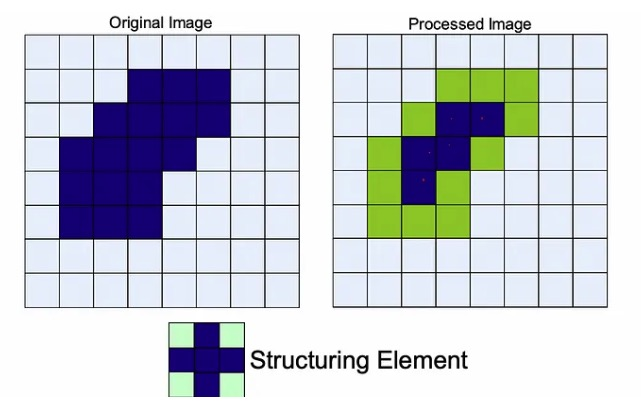 Original Image
Processed Image
Structuring Element